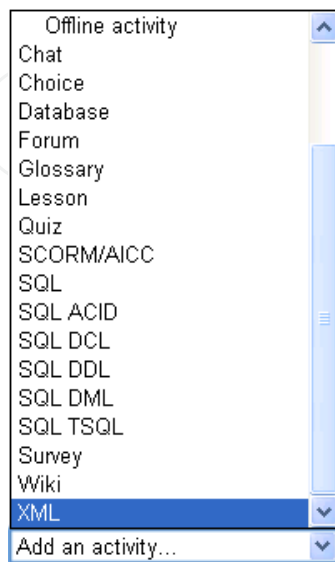 Offline activity
Chat
Choice
Database
Forum
Glossary
Lesson
Quiz
SCORM/AICC
SQL
SQL ACID
SQL DCL
SQL DDL
SQL DML
SQL TSQL
Survey
Wiki
XML
Add an activity...